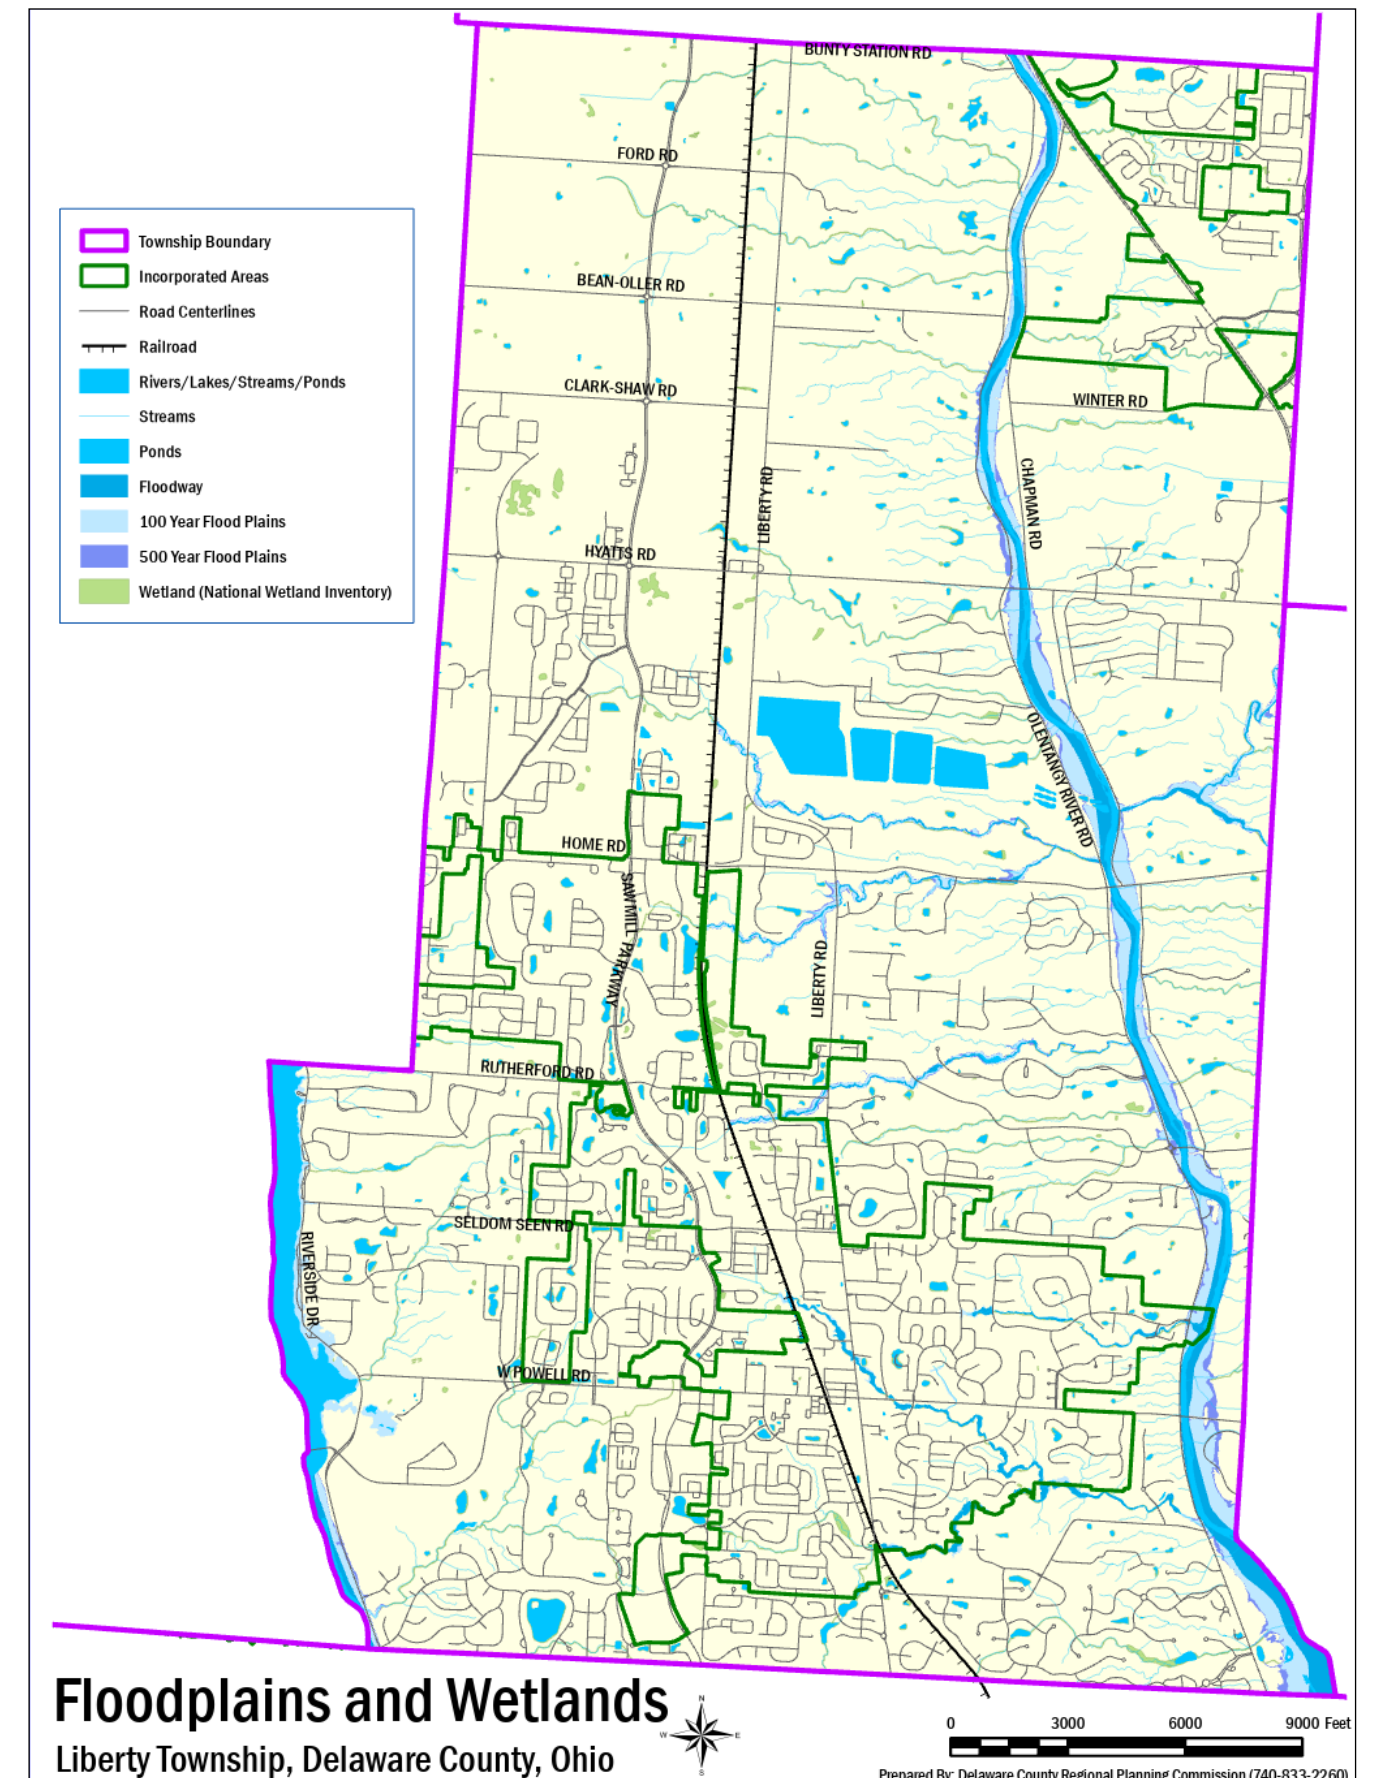 BUNTY STATION RD
FORD RD
Township Boundary
Incorporated Areas
BEAN-OLLER RD
Road Centerlines
Railroad
Rivers/Lakes/Streams/Ponds
CLARK-SHAW RD
WINTER RD
Streams
Ponds
Floodway
LIBERTY RD
CHAPMAN RD
100 Year Flood Plains
500 Year Flood Plains
HYATTS RD
Wetland (National Wetland Inventory)
OLENTANGY RIVER RD
HOME RD
SAWMILL PARKWAY
LIBERTY RD
RUTHERFORD RD
SELDOM SEEN RD
RIVERSIDE DR
W POWELL RD
Floodplains and Wetlands
N
W E
S
Liberty Township, Delaware County, Ohio
0 3000 6000 9000 Feet
Prepared By: Delaware County Regional Planning Commission (740-833-2260)